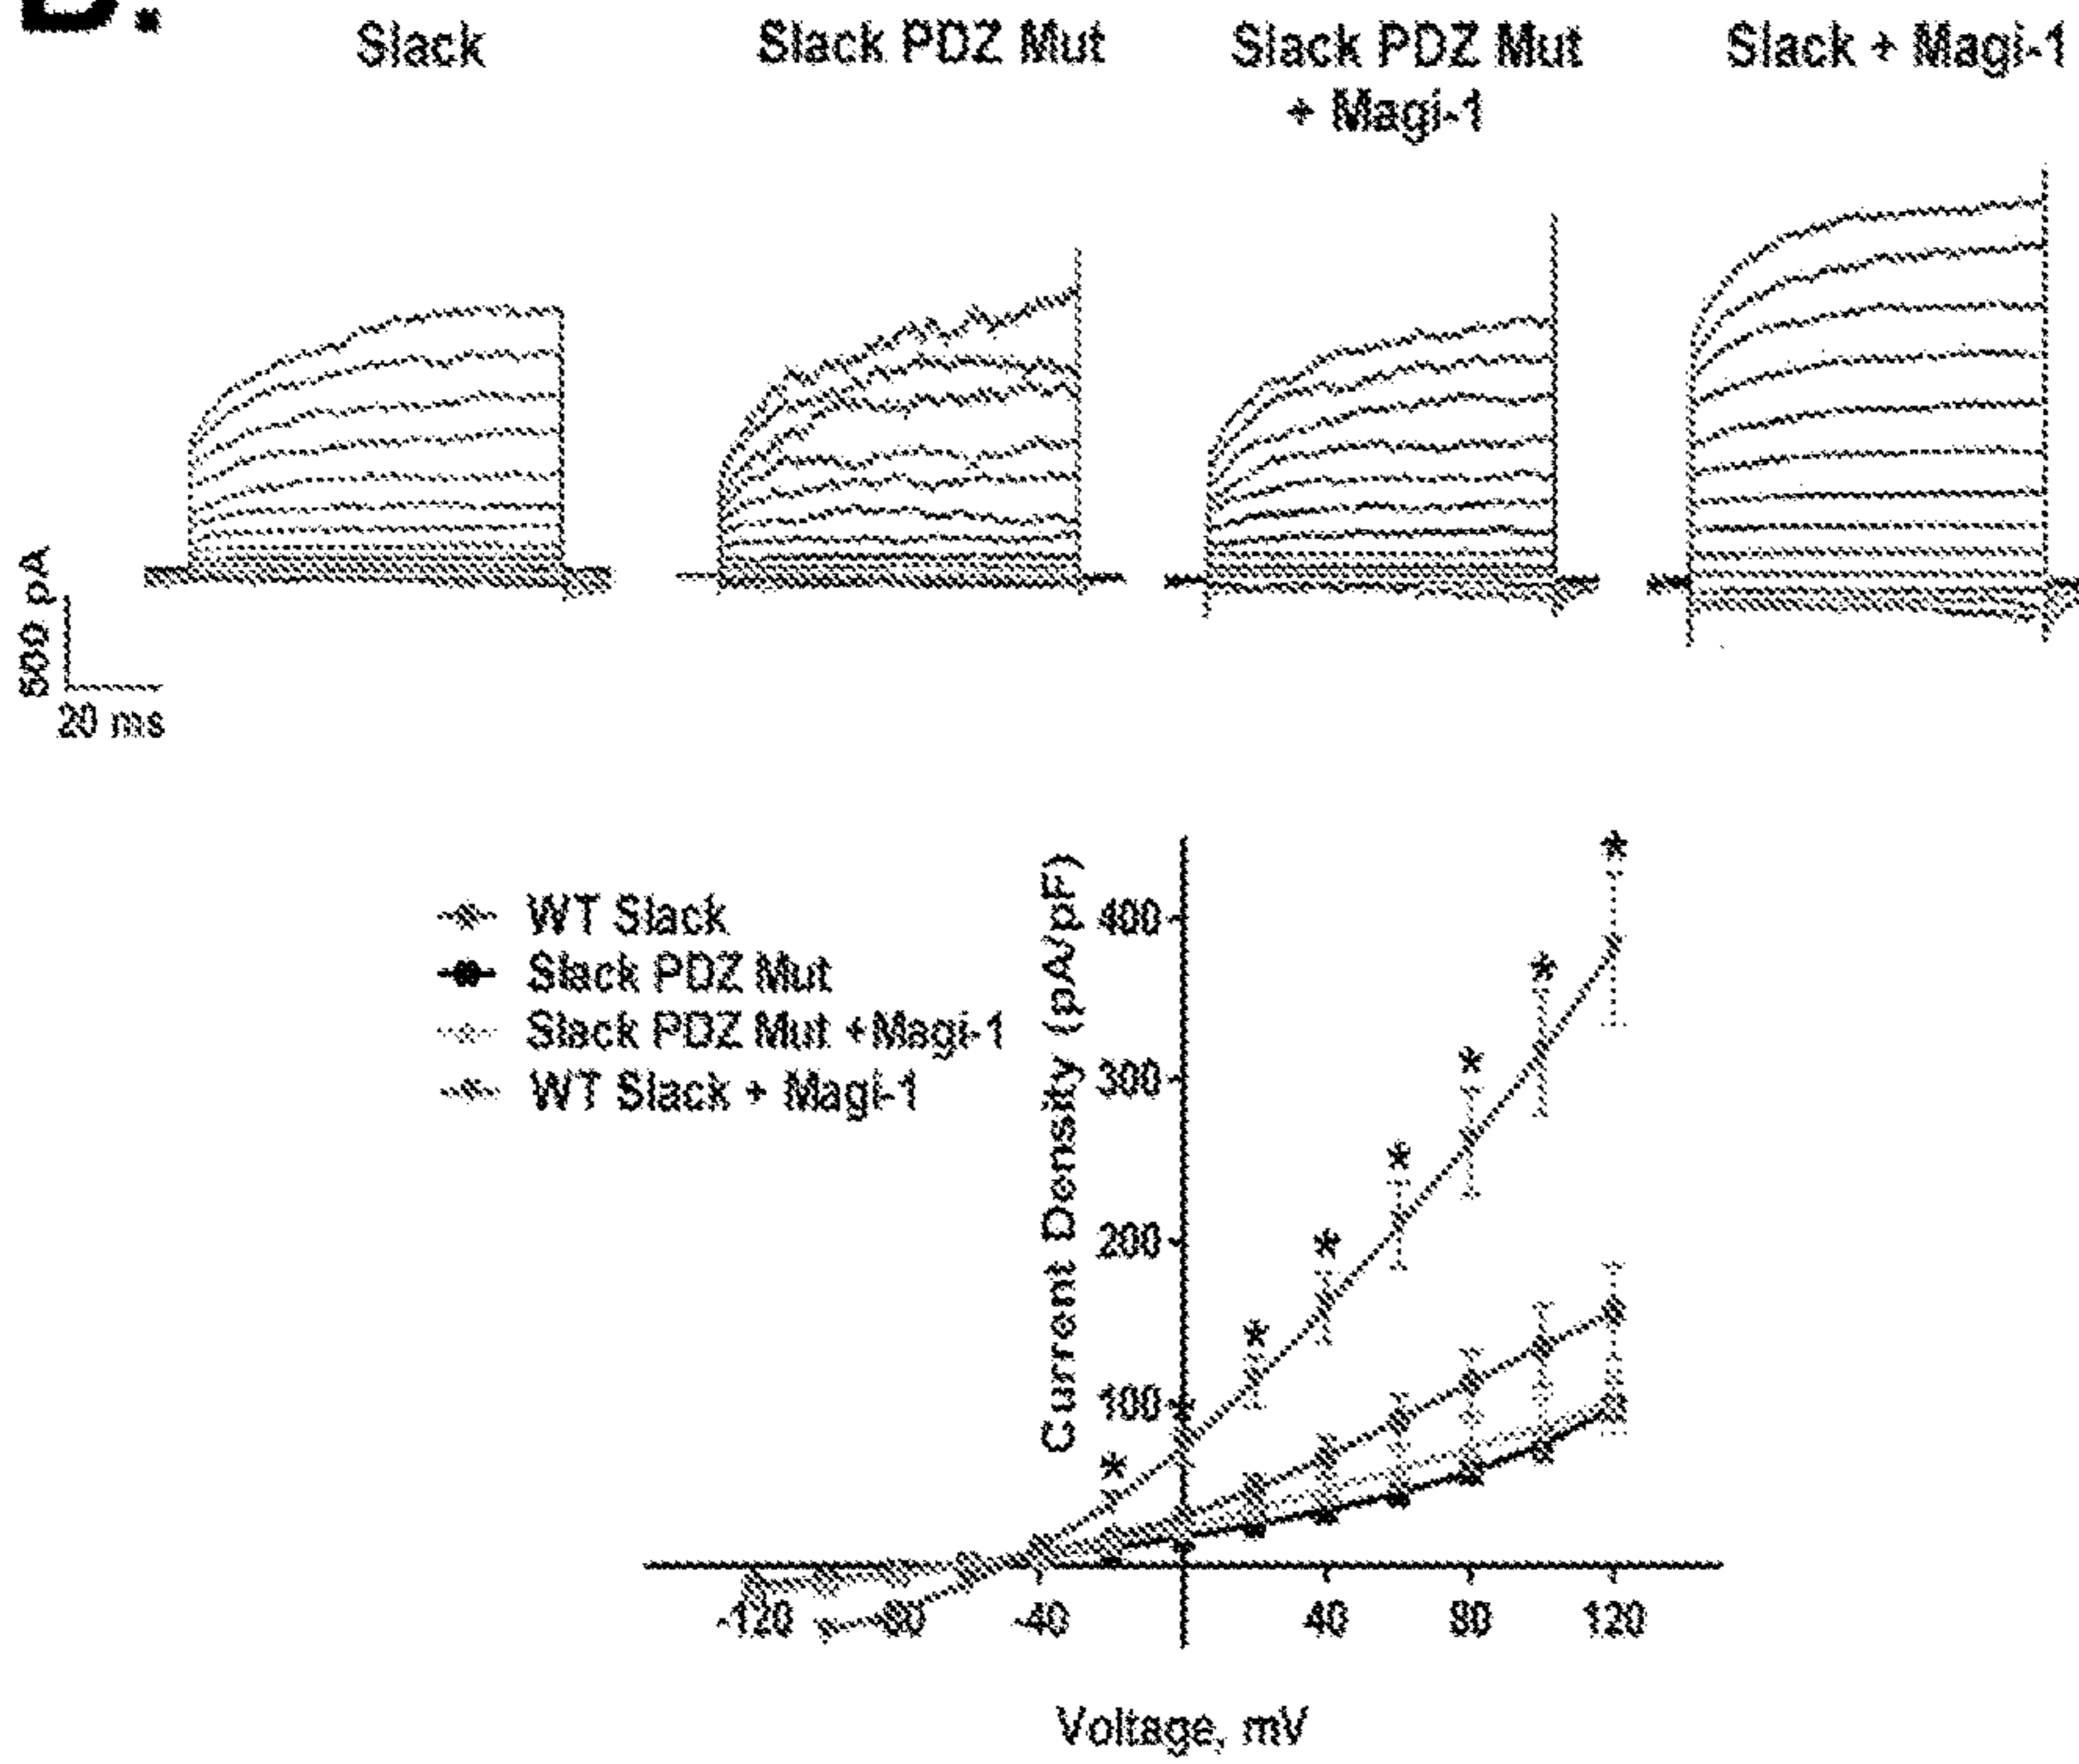 Slack
Slack PDZ Mut
Slack PDZ Mut
+ Magi-1
Slack + Magi-1
500 pA
20 ms
WT Slack
Slack PDZ Mut
Slack PDZ Mut +Magi-1
WT Slack + Magi-1
Current Density (pA/pF)
400
300
200
100
*
*
*
*
*
*
*
-120
-80
-40
40
80
120
Voltage, mV